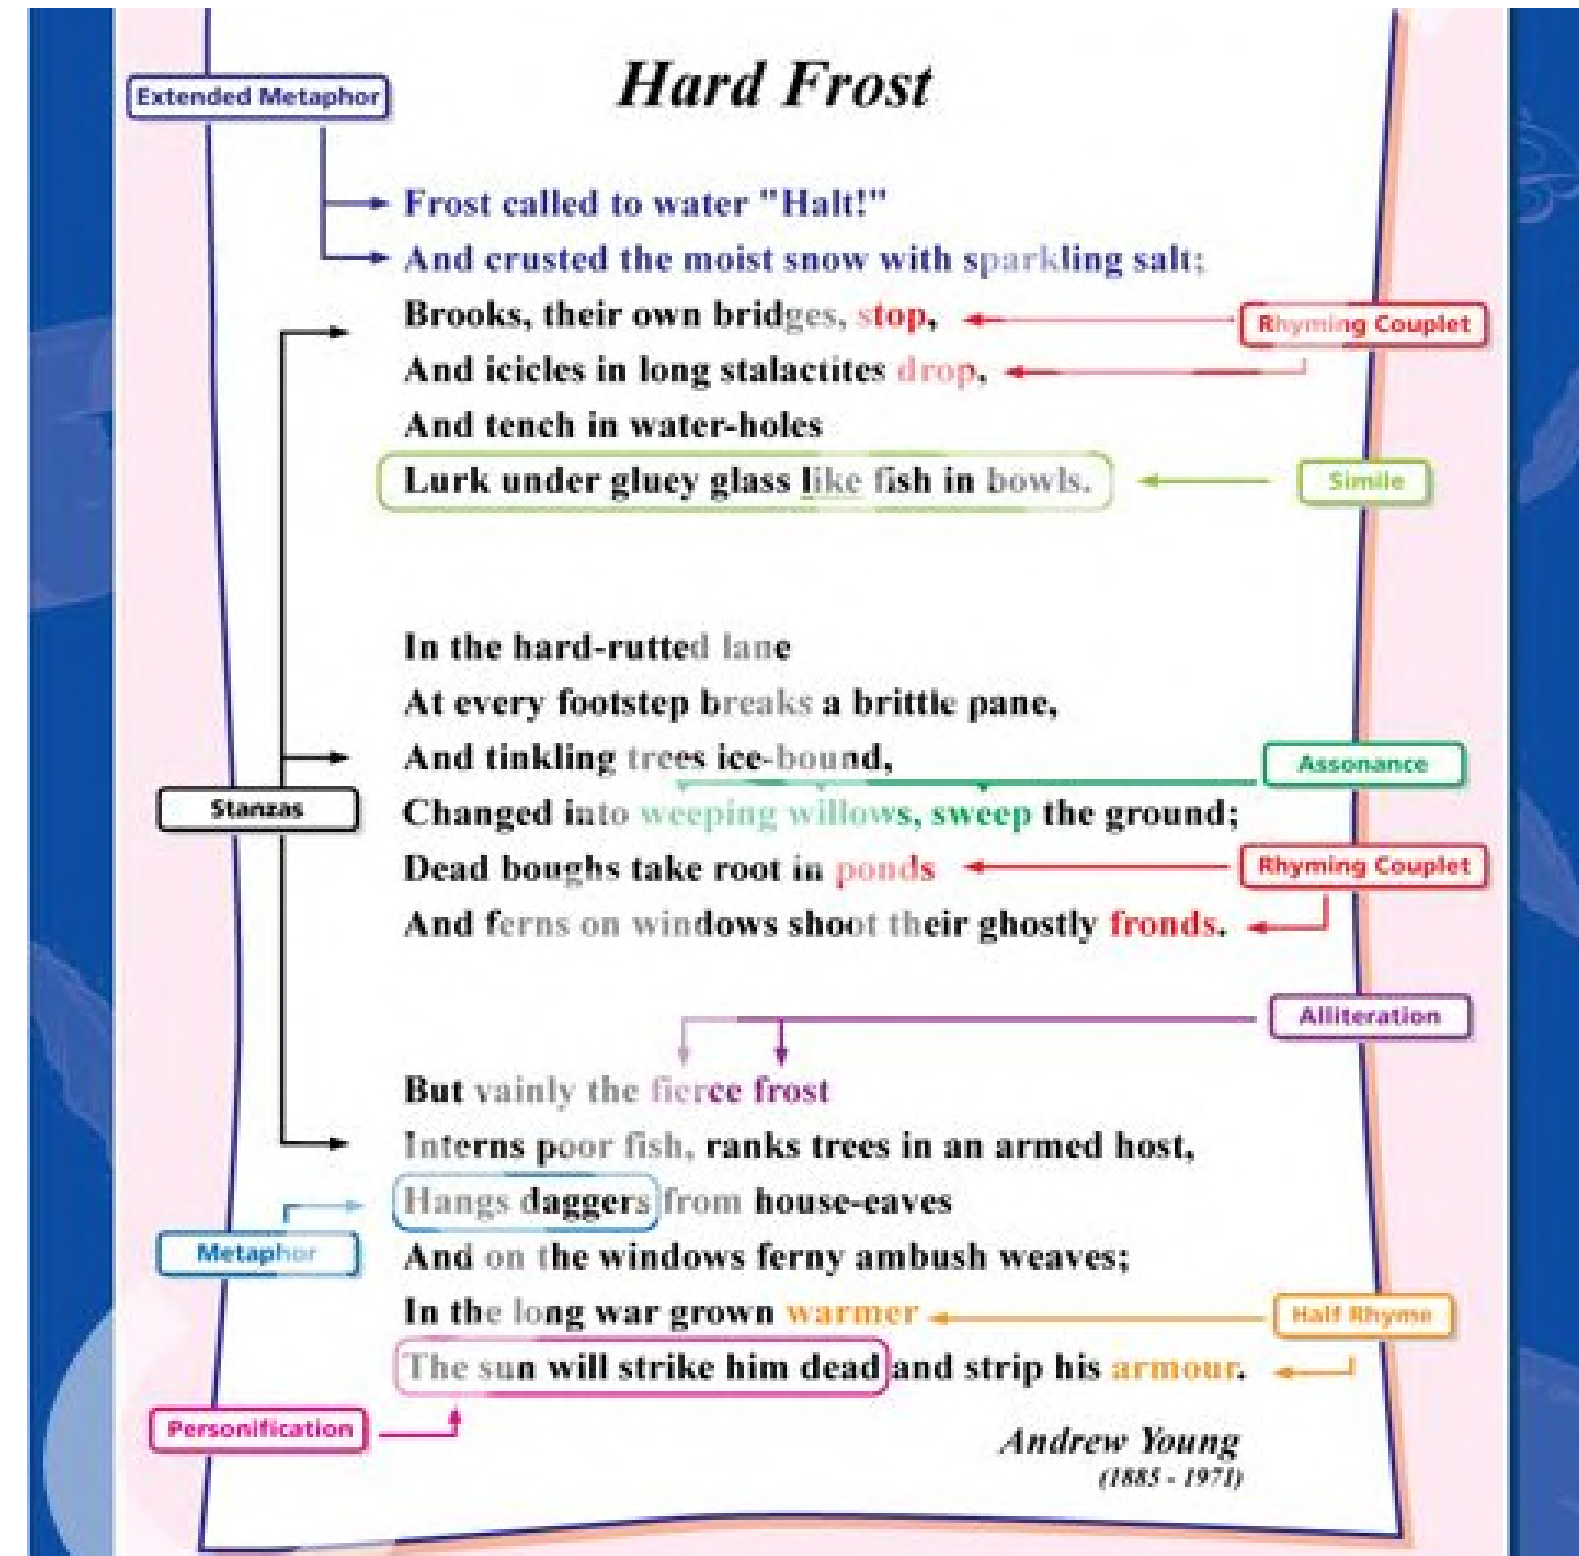 Hard Frost
Extended Metaphor
Frost called to water "Halt!"
And crusted the moist snow with sparkling salt;
Brooks, their own bridges, stop,
Rhyming Couplet
And icicles in long stalactites drop,
And tench in water-holes
Lurk under gluey glass like fish in bowls.
Simile
In the hard-rutted lane
At every footstep breaks a brittle pane,
And tinkling trees ice-bound,
Assonance
Stanzas
Changed into weeping willows, sweep the ground;
Dead boughs take root in ponds
Rhyming Couplet
And ferns on windows shoot their ghostly fronds.
Alliteration
But vainly the fierce frost
Interns poor fish, ranks trees in an armed host,
Hangs daggers from house-eaves
Metaphor
And on the windows ferny ambush weaves;
In the long war grown warmer
Half Rhyme
The sun will strike him dead and strip his armour.
Personification
Andrew Young
(1885 - 1971)